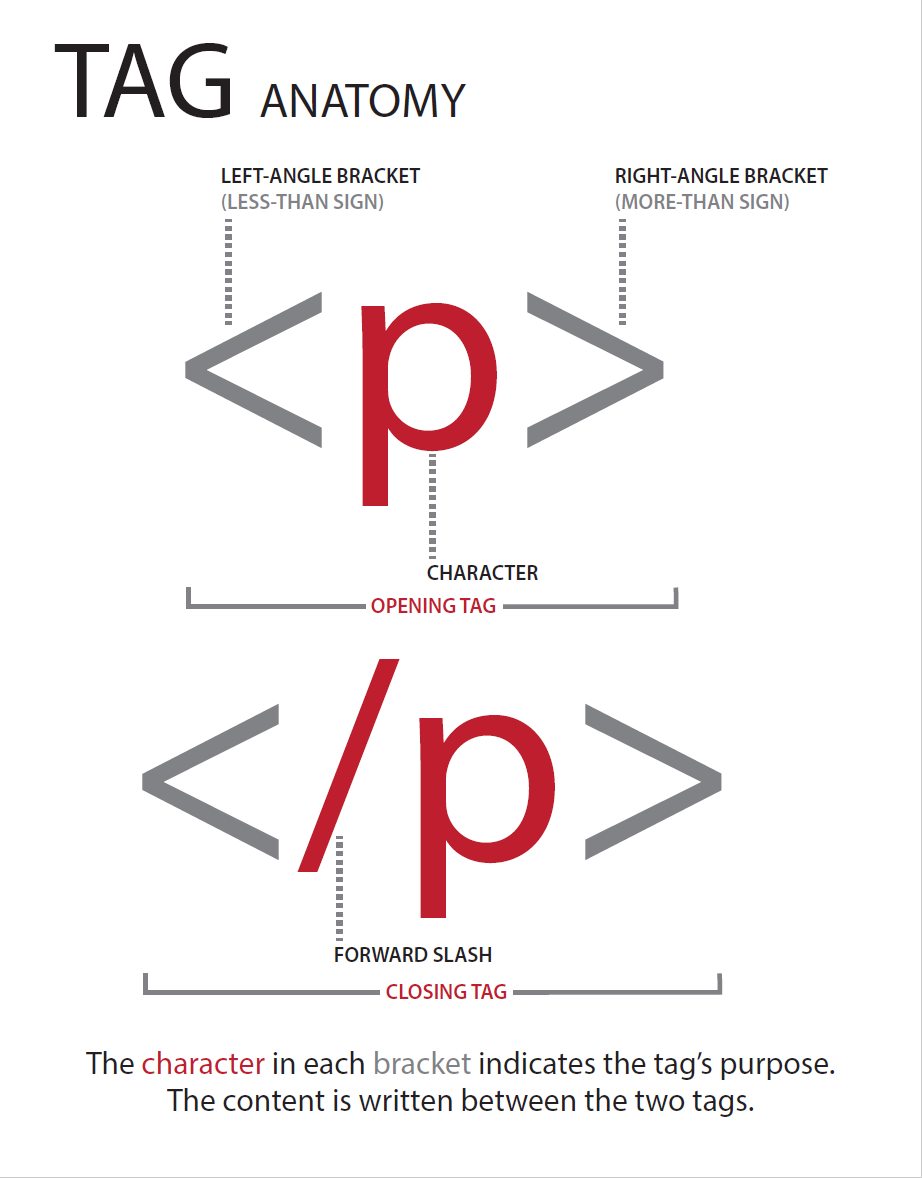 TAG ANATOMY
LEFT-ANGLE BRACKET
(LESS-THAN SIGN)
RIGHT-ANGLE BRACKET
(MORE-THAN SIGN)
<p>
CHARACTER
OPENING TAG
</p>
FORWARD SLASH
CLOSING TAG
The character in each bracket indicates the tag’s purpose.
The content is written between the two tags.